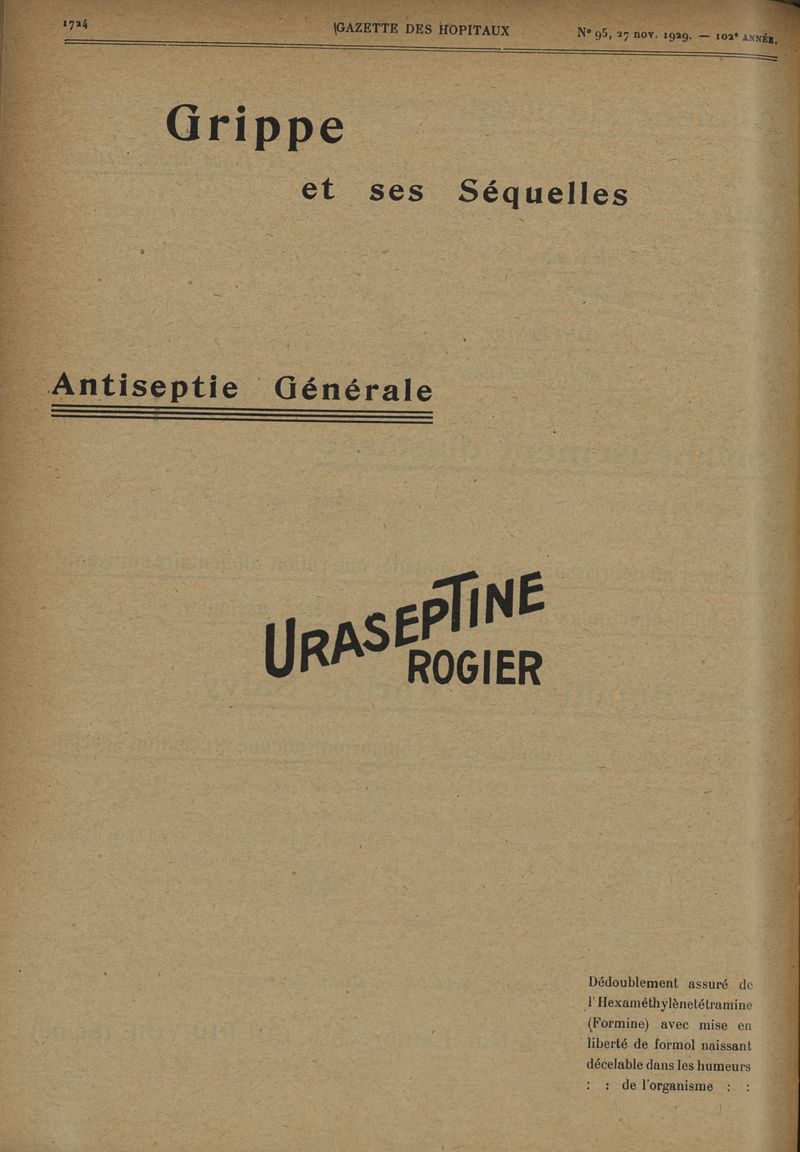 1724
GAZETTE DES HOPITAUX
N° 95, 27 nov. 1929. — 102e ANNÉE.
Grippe
et ses Séquelles
Antiseptie Générale
URASEPTINE
ROGIER
Dédoublement assuré de
l'Hexaméthylènetétramine
(Formine) avec mise en
liberté de formol naissant
décelable dans les humeurs
: : de l'organisme : :